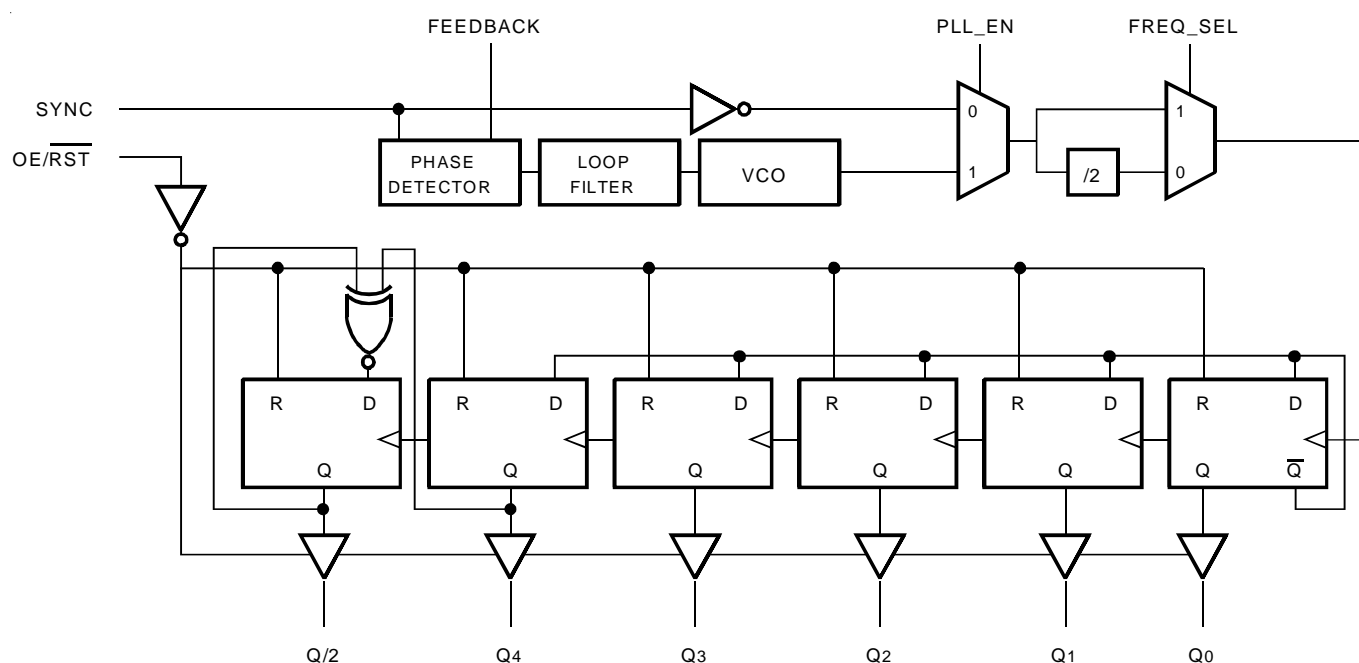 FEEDBACK
PLL_EN
FREQ_SEL
SYNC
OE/R̅S̅T̅
PHASE
DETECTOR
LOOP
FILTER
VCO
0
1
/2
1
0
R D
R D
R D
R D
R D
R D
Q
Q
Q
Q
Q
Q Q̅
Q/2
Q4
Q3
Q2
Q1
Q0